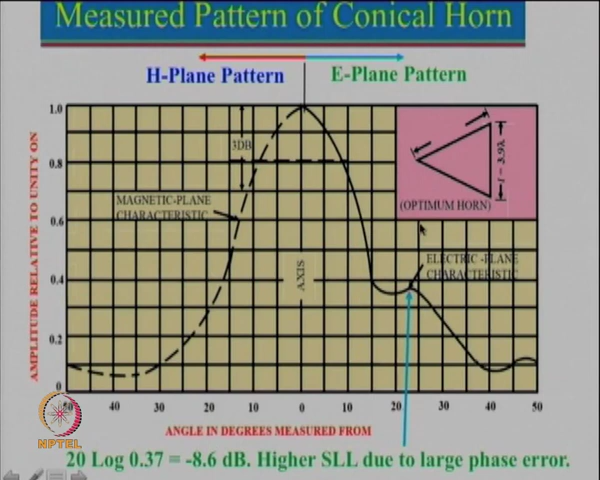 Measured Pattern of Conical Horn
H-Plane Pattern
E-Plane Pattern
AMPLITUDE RELATIVE TO UNITY ON
1.0
0.8
0.6
0.4
0.2
0
3DB
MAGNETIC-PLANE
CHARACTERISTIC
AXIS
3.9λ
(OPTIMUM HORN)
ELECTRIC-PLANE
CHARACTERISTIC
50 40 30 20 10 0 10 20 30 40 50
ANGLE IN DEGREES MEASURED FROM
NPTEL
20 Log 0.37 = -8.6 dB. Higher SLL due to large phase error.